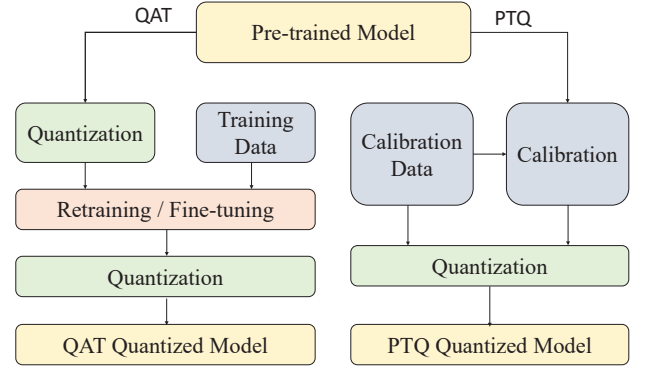 QAT
Pre-trained Model
PTQ
Quantization
Training
Data
Calibration
Data
Calibration
Retraining / Fine-tuning
Quantization
Quantization
QAT Quantized Model
PTQ Quantized Model